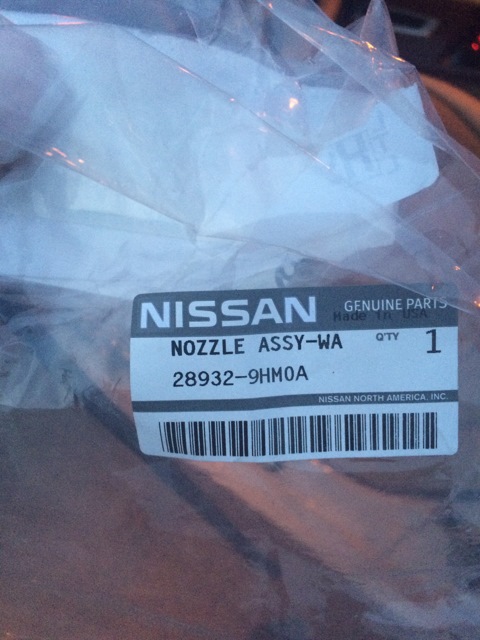 NISSAN GENUINE PARTS
Made in USA
NOZZLE ASSY-WA Q'TY 1
28932-9HM0A
NISSAN NORTH AMERICA, INC.